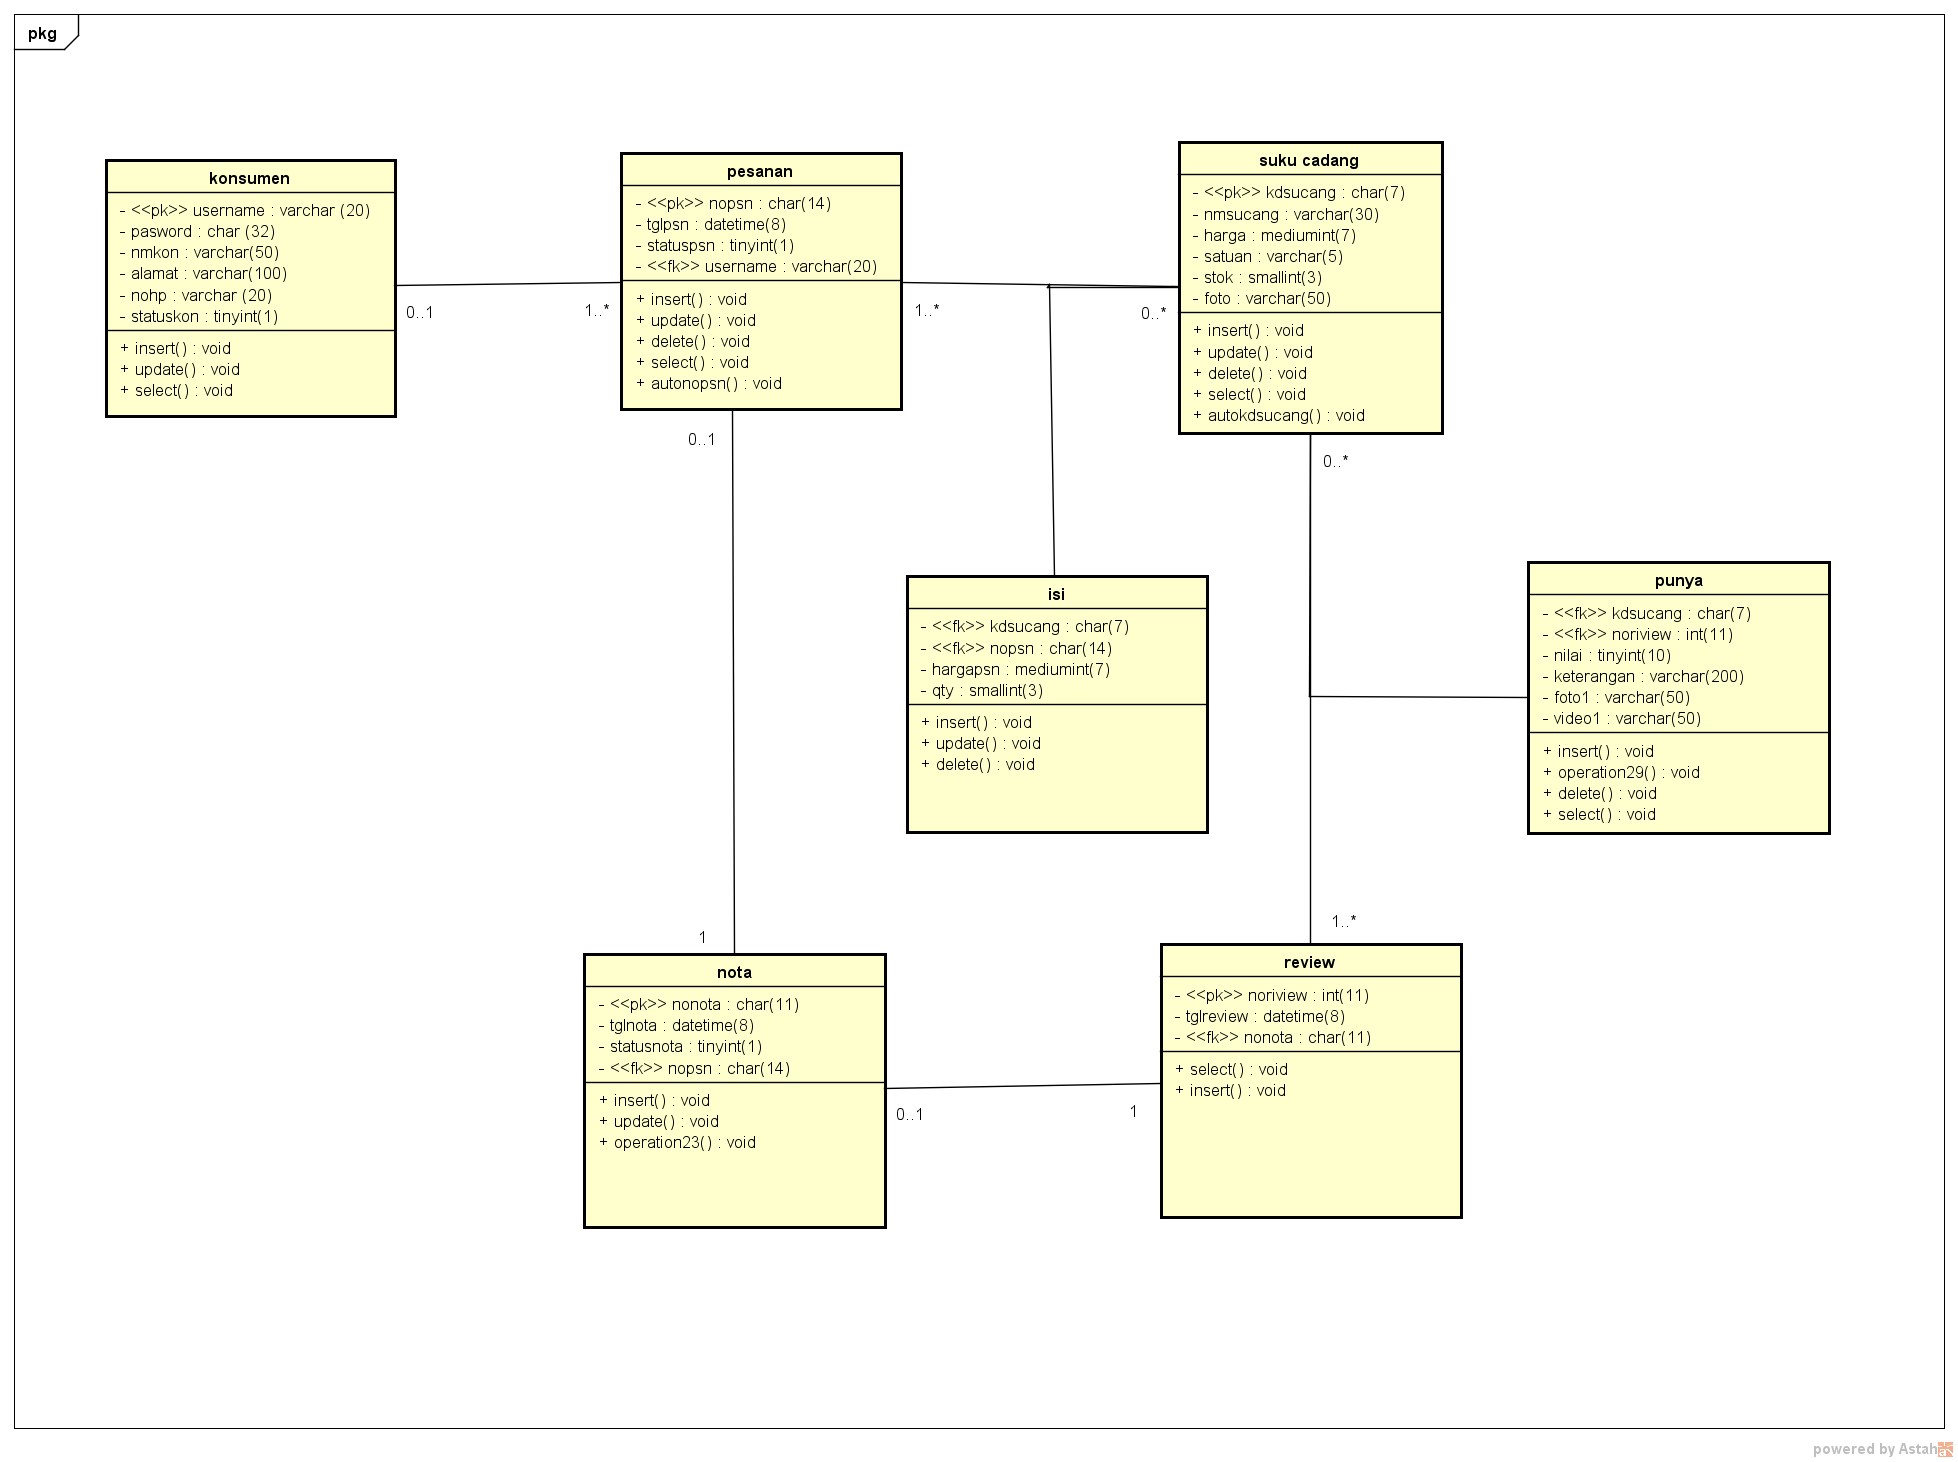 pkg
konsumen
- <<pk>> username : varchar (20)
- pasword : char (32)
- nmkon : varchar(50)
- alamat : varchar(100)
- nohp : varchar (20)
- statuskon : tinyint(1)
+ insert() : void
+ update() : void
+ select() : void
0..1
1..*
pesanan
- <<pk>> nopsn : char(14)
- tglpsn : datetime(8)
- statuspsn : tinyint(1)
- <<fk>> username : varchar(20)
+ insert() : void
+ update() : void
+ delete() : void
+ select() : void
+ autonopsn() : void
1..*
0..*
0..1
suku cadang
- <<pk>> kdsucang : char(7)
- nmsucang : varchar(30)
- harga : mediumint(7)
- satuan : varchar(5)
- stok : smallint(3)
- foto : varchar(50)
+ insert() : void
+ update() : void
+ delete() : void
+ select() : void
+ autokdsucang() : void
0..*
isi
- <<fk>> kdsucang : char(7)
- <<fk>> nopsn : char(14)
- hargapsn : mediumint(7)
- qty : smallint(3)
+ insert() : void
+ update() : void
+ delete() : void
punya
- <<fk>> kdsucang : char(7)
- <<fk>> noriview : int(11)
- nilai : tinyint(10)
- keterangan : varchar(200)
- foto1 : varchar(50)
- video1 : varchar(50)
+ insert() : void
+ operation29() : void
+ delete() : void
+ select() : void
1
1..*
nota
- <<pk>> nonota : char(11)
- tglnota : datetime(8)
- statusnota : tinyint(1)
- <<fk>> nopsn : char(14)
+ insert() : void
+ update() : void
+ operation23() : void
0..1
1
review
- <<pk>> noriview : int(11)
- tglreview : datetime(8)
- <<fk>> nonota : char(11)
+ select() : void
+ insert() : void
powered by Astah